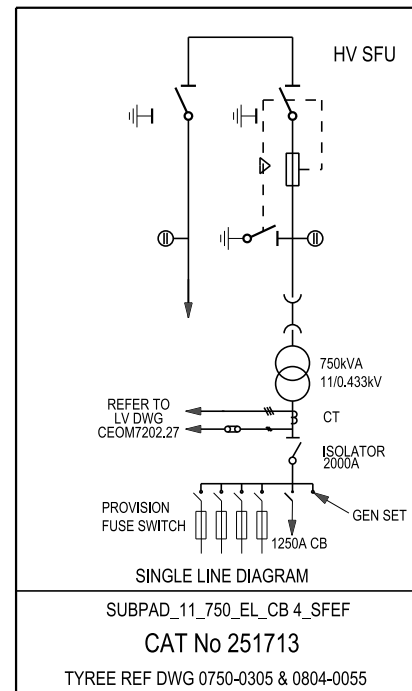 HV SFU
750kVA
11/0.433kV
REFER TO
LV DWG
CEOM7202.27
CT
ISOLATOR
2000A
PROVISION
FUSE SWITCH
GEN SET
1250A CB
SINGLE LINE DIAGRAM
SUBPAD_11_750_EL_CB 4_SFEF
CAT No 251713
TYREE REF DWG 0750-0305 & 0804-0055